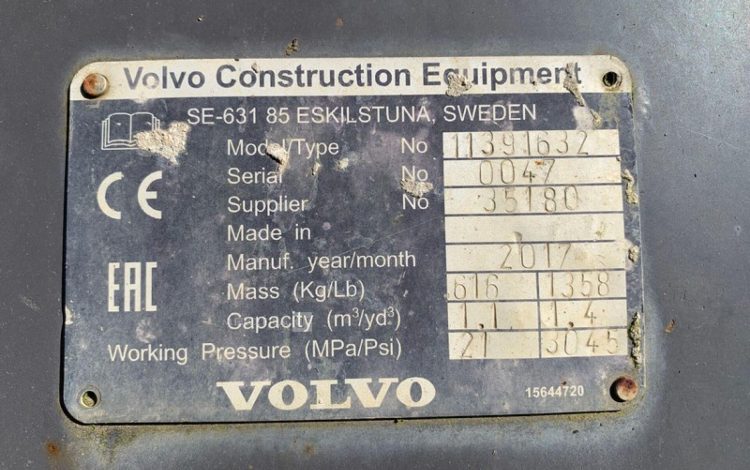 Volvo Construction Equipment
SE-631 85 ESKILSTUNA, SWEDEN
Model/Type No 11391632
Serial No 0047
Supplier No 35180
Made in
Manuf. year/month 2017
Mass (Kg/Lb) 616 1358
Capacity (m³/yd³) 1.1 1.4
Working Pressure (MPa/Psi) 21 3045
CE
EAC
VOLVO
15644720